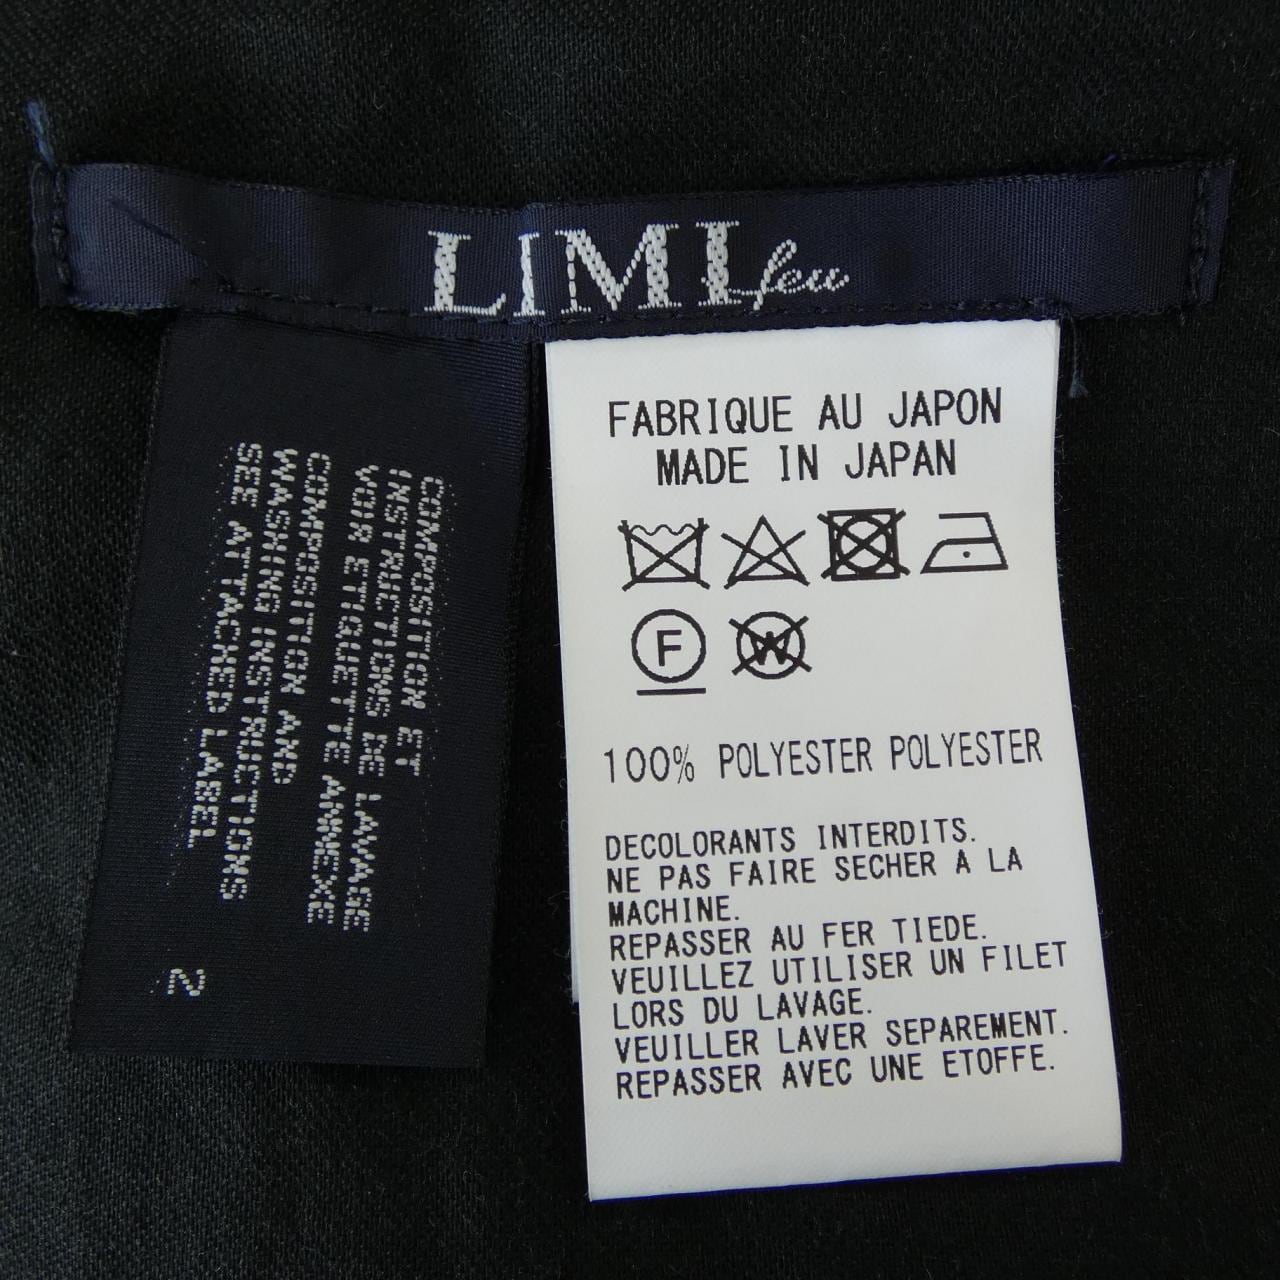 LIMI feu
FABRIQUE AU JAPON
MADE IN JAPAN
F
W
100% POLYESTER POLYESTER
DECOLORANTS INTERDITS.
NE PAS FAIRE SECHER A LA
MACHINE.
REPASSER AU FER TIEDE.
VEUILLEZ UTILISER UN FILET
LORS DU LAVAGE.
VEUILLER LAVER SEPAREMENT.
REPASSER AVEC UNE ETOFFE.
COMPOSITION ET
INSTRUCTIONS DE LAVAGE
VOIR ETIQUETTE ANNEXE
COMPOSITION AND
WASHING INSTRUCTIONS
SEE ATTACHED LABEL
2